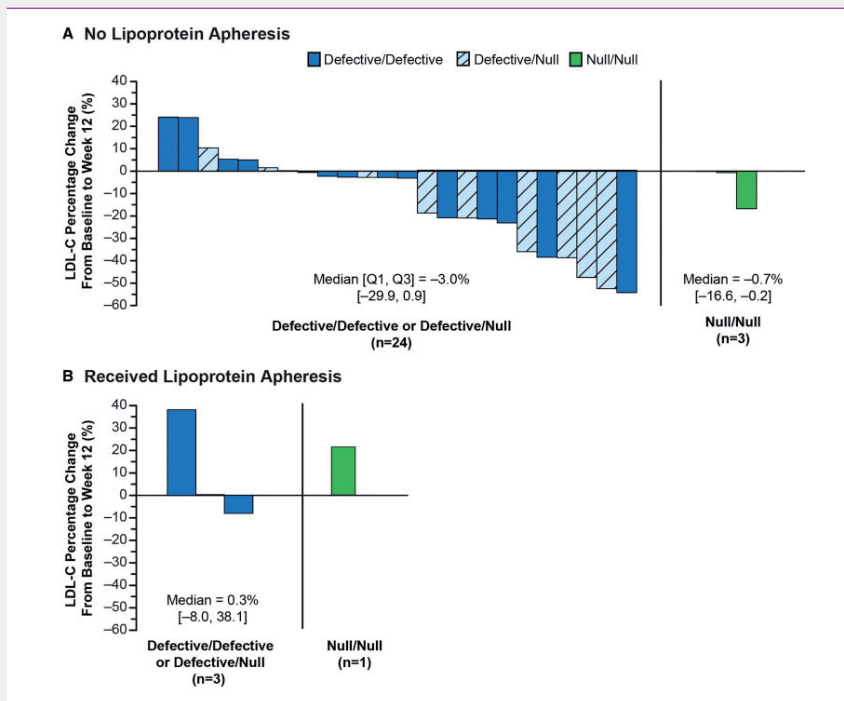 A No Lipoprotein Apheresis
Defective/Defective Defective/Null Null/Null
LDL-C Percentage Change
From Baseline to Week 12 (%)
40
30
20
10
0
–10
–20
–30
–40
–50
–60
Median [Q1, Q3] = –3.0%
[–29.9, 0.9]
Median = –0.7%
[–16.6, –0.2]
Defective/Defective or Defective/Null
(n=24)
Null/Null
(n=3)
B Received Lipoprotein Apheresis
LDL-C Percentage Change
From Baseline to Week 12 (%)
40
30
20
10
0
–10
–20
–30
–40
–50
–60
Median = 0.3%
[–8.0, 38.1]
Defective/Defective
or Defective/Null
(n=3)
Null/Null
(n=1)